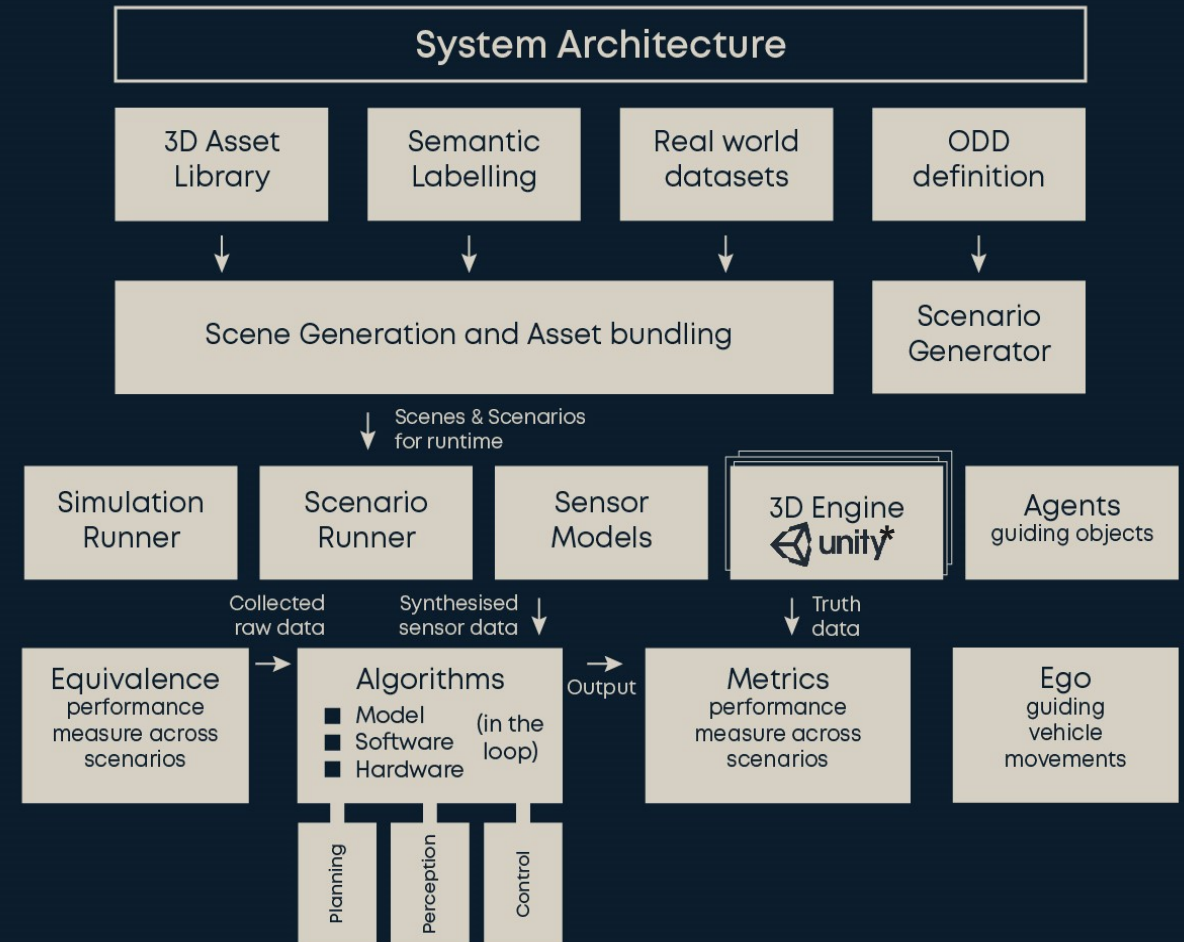 System Architecture
3D Asset
Library
Semantic
Labelling
Real world
datasets
ODD
definition
Scene Generation and Asset bundling
Scenario
Generator
Scenes & Scenarios
for runtime
Simulation
Runner
Scenario
Runner
Sensor
Models
3D Engine
unity*
Agents
guiding objects
Collected
raw data
Synthesised
sensor data
Truth
data
Equivalence
performance
measure across
scenarios
Algorithms
Model
Software
Hardware
(in the
loop)
Output
Metrics
performance
measure across
scenarios
Ego
guiding
vehicle
movements
Planning
Perception
Control